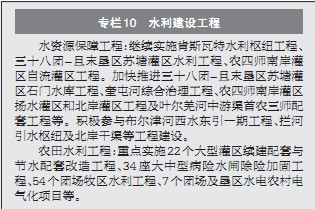 专栏10 水利建设工程
水资源保障工程:继续实施肯斯瓦特水利枢纽工程、
三十八团-且末垦区苏塘灌区水利工程、农四师南岸灌
区自流灌区工程。加快推进三十八团-且末垦区苏塘灌
区石门水库工程、奎屯河综合治理工程、农四师南岸灌区
扬水灌区和北岸灌区工程及叶尔羌河中游渠首农三师配
套工程等。积极参与布尔津河西水东引一期工程、拦河
引水枢纽及北岸干渠等工程建设。
农田水利工程:重点实施22个大型灌区续建配套与
节水配套改造工程、34座大中型病险水闸除险加固工
程、54个团场牧区水利工程、7个团场及垦区水电农村电
气化项目等。